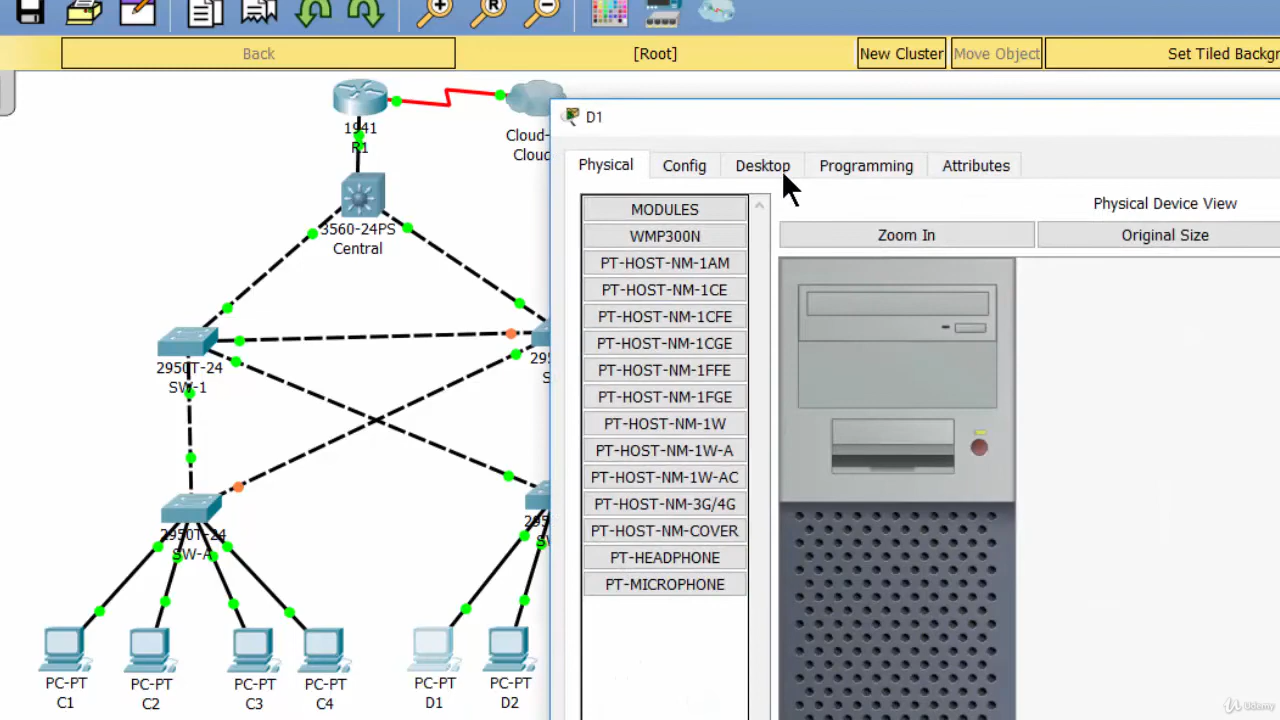 Back
[Root]
New Cluster
Move Object
Set Tiled Backgr
1941
R1
Cloud-
Clou
3560-24PS
Central
2950T-24
SW-1
295
S
2950T-24
SW-A
295
SW
PC-PT
C1
PC-PT
C2
PC-PT
C3
PC-PT
C4
PC-PT
D1
PC-PT
D2
D1
Physical
Config
Desktop
Programming
Attributes
MODULES
WMP300N
PT-HOST-NM-1AM
PT-HOST-NM-1CE
PT-HOST-NM-1CFE
PT-HOST-NM-1CGE
PT-HOST-NM-1FFE
PT-HOST-NM-1FGE
PT-HOST-NM-1W
PT-HOST-NM-1W-A
PT-HOST-NM-1W-AC
PT-HOST-NM-3G/4G
PT-HOST-NM-COVER
PT-HEADPHONE
PT-MICROPHONE
Physical Device View
Zoom In
Original Size
R
Udemy